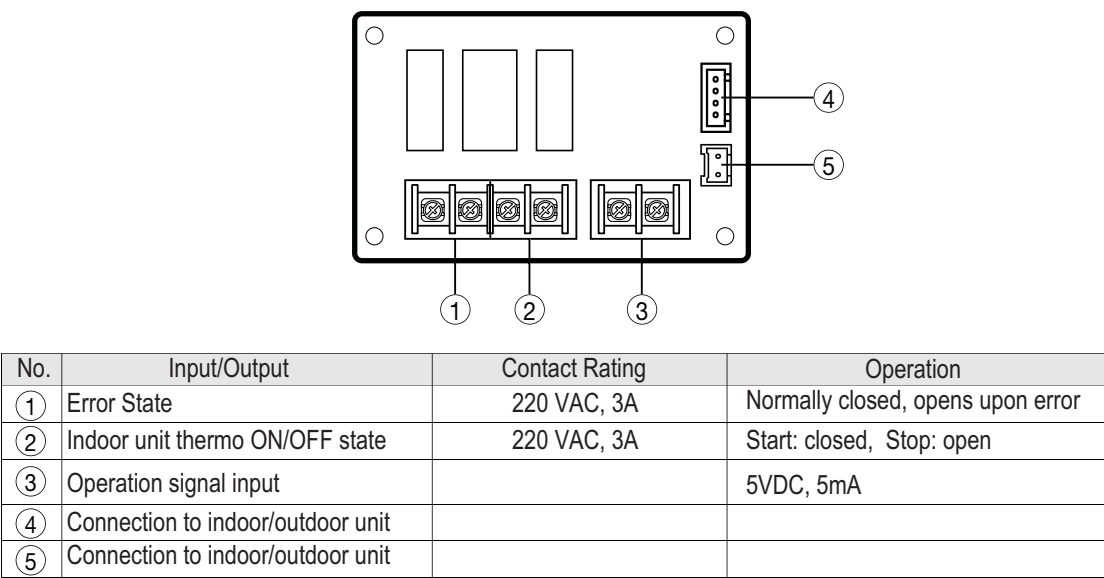 ④
⑤
① ② ③
No. Input/Output Contact Rating Operation
① Error State 220 VAC, 3A Normally closed, opens upon error
② Indoor unit thermo ON/OFF state 220 VAC, 3A Start: closed, Stop: open
③ Operation signal input 5VDC, 5mA
④ Connection to indoor/outdoor unit
⑤ Connection to indoor/outdoor unit